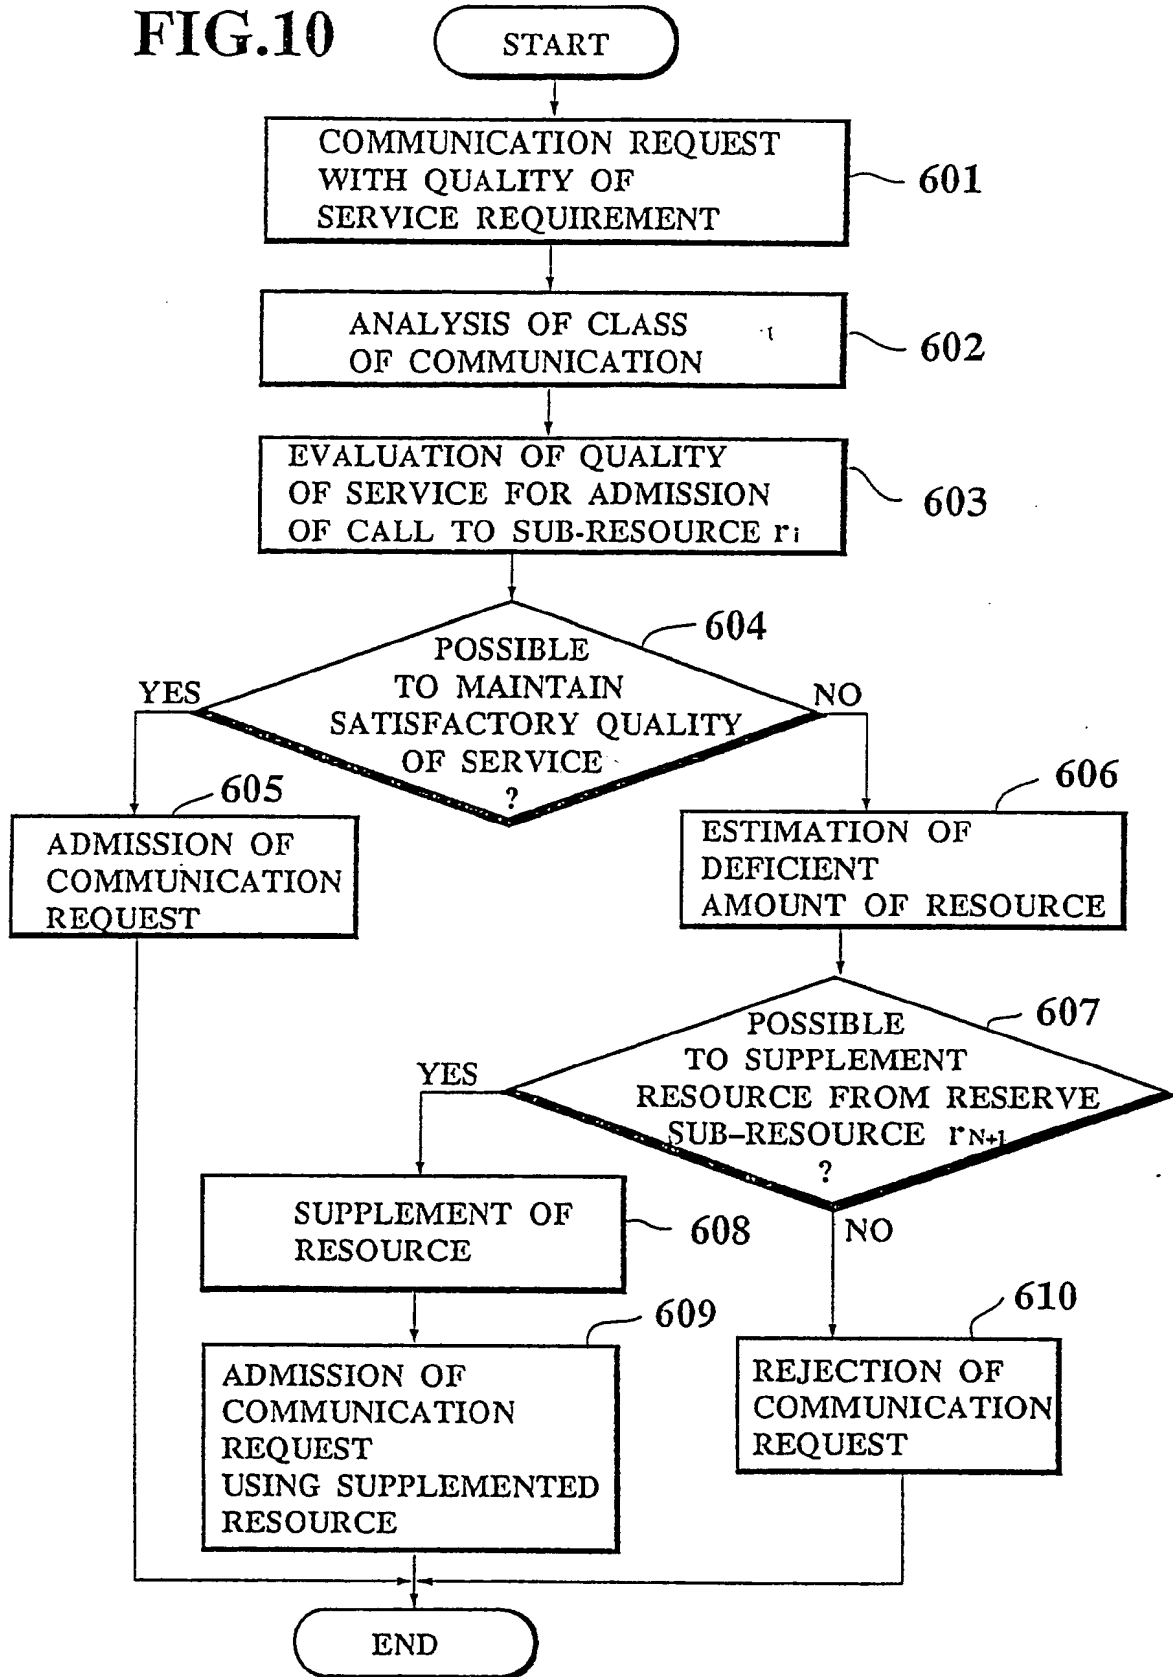 FIG.10
START
COMMUNICATION REQUEST
WITH QUALITY OF
SERVICE REQUIREMENT
601
ANALYSIS OF CLASS
OF COMMUNICATION
602
EVALUATION OF QUALITY
OF SERVICE FOR ADMISSION
OF CALL TO SUB-RESOURCE ri
603
604
POSSIBLE
TO MAINTAIN
SATISFACTORY QUALITY
OF SERVICE
?
YES
NO
605
ADMISSION OF
COMMUNICATION
REQUEST
606
ESTIMATION OF
DEFICIENT
AMOUNT OF RESOURCE
607
POSSIBLE
TO SUPPLEMENT
RESOURCE FROM RESERVE
SUB-RESOURCE rN+1
?
YES
NO
SUPPLEMENT OF
RESOURCE
608
609
ADMISSION OF
COMMUNICATION
REQUEST
USING SUPPLEMENTED
RESOURCE
610
REJECTION OF
COMMUNICATION
REQUEST
END